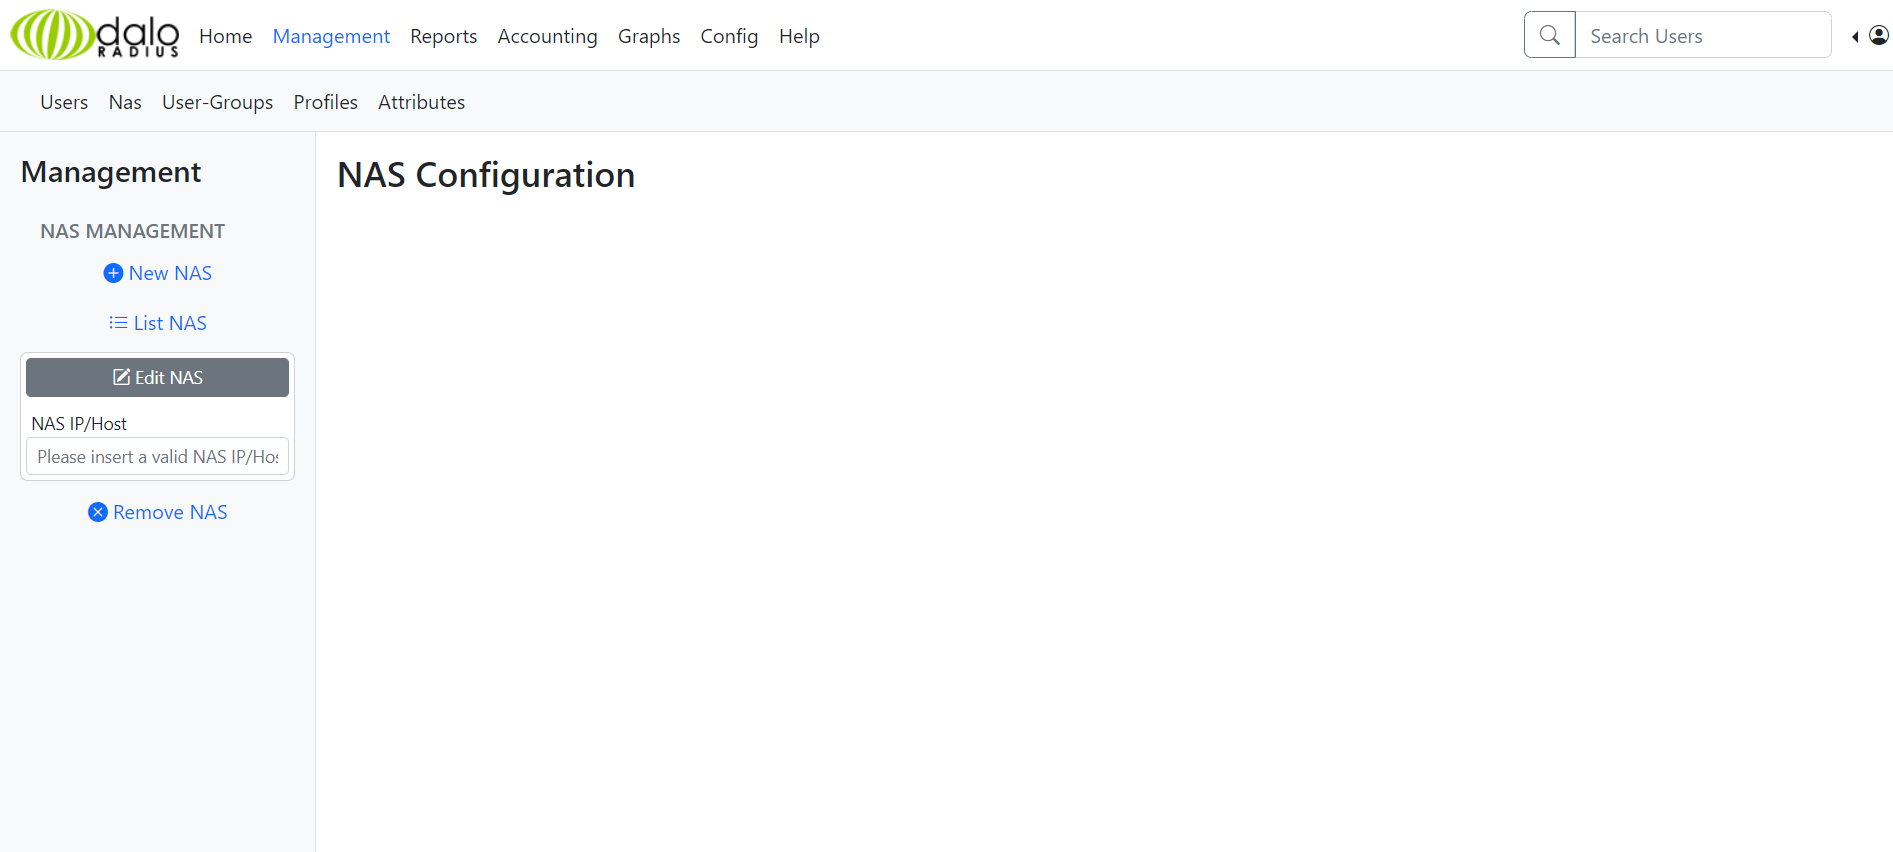 dalo RADIUS Home Management Reports Accounting Graphs Config Help Search Users
Users Nas User-Groups Profiles Attributes
Management
NAS MANAGEMENT
New NAS
List NAS
Edit NAS
NAS IP/Host
Please insert a valid NAS IP/Hos
Remove NAS
NAS Configuration